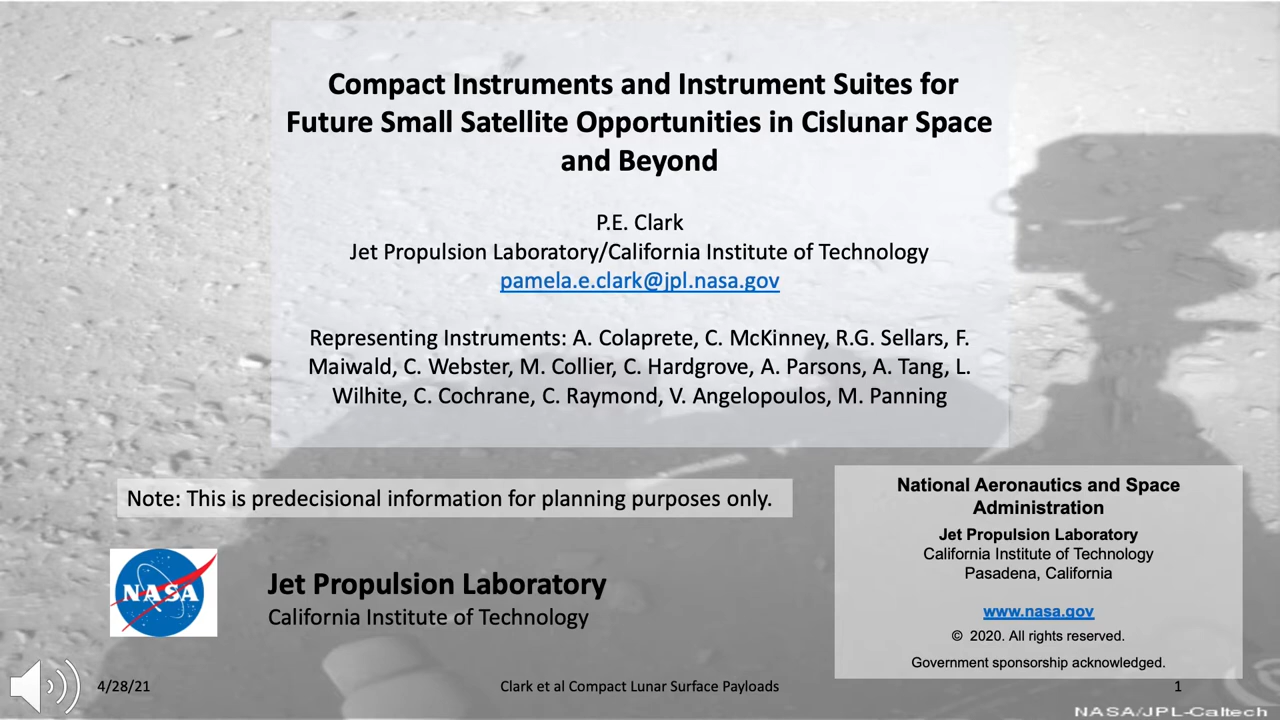 Compact Instruments and Instrument Suites for
Future Small Satellite Opportunities in Cislunar Space
and Beyond
P.E. Clark
Jet Propulsion Laboratory/California Institute of Technology
pamela.e.clark@jpl.nasa.gov
Representing Instruments: A. Colaprete, C. McKinney, R.G. Sellars, F.
Maiwald, C. Webster, M. Collier, C. Hardgrove, A. Parsons, A. Tang, L.
Wilhite, C. Cochrane, C. Raymond, V. Angelopoulos, M. Panning
Note: This is predecisional information for planning purposes only.
National Aeronautics and Space
Administration
Jet Propulsion Laboratory
California Institute of Technology
Pasadena, California
www.nasa.gov
© 2020. All rights reserved.
Government sponsorship acknowledged.
NASA
Jet Propulsion Laboratory
California Institute of Technology
4/28/21
Clark et al Compact Lunar Surface Payloads
1
NASA/JPL-Caltech